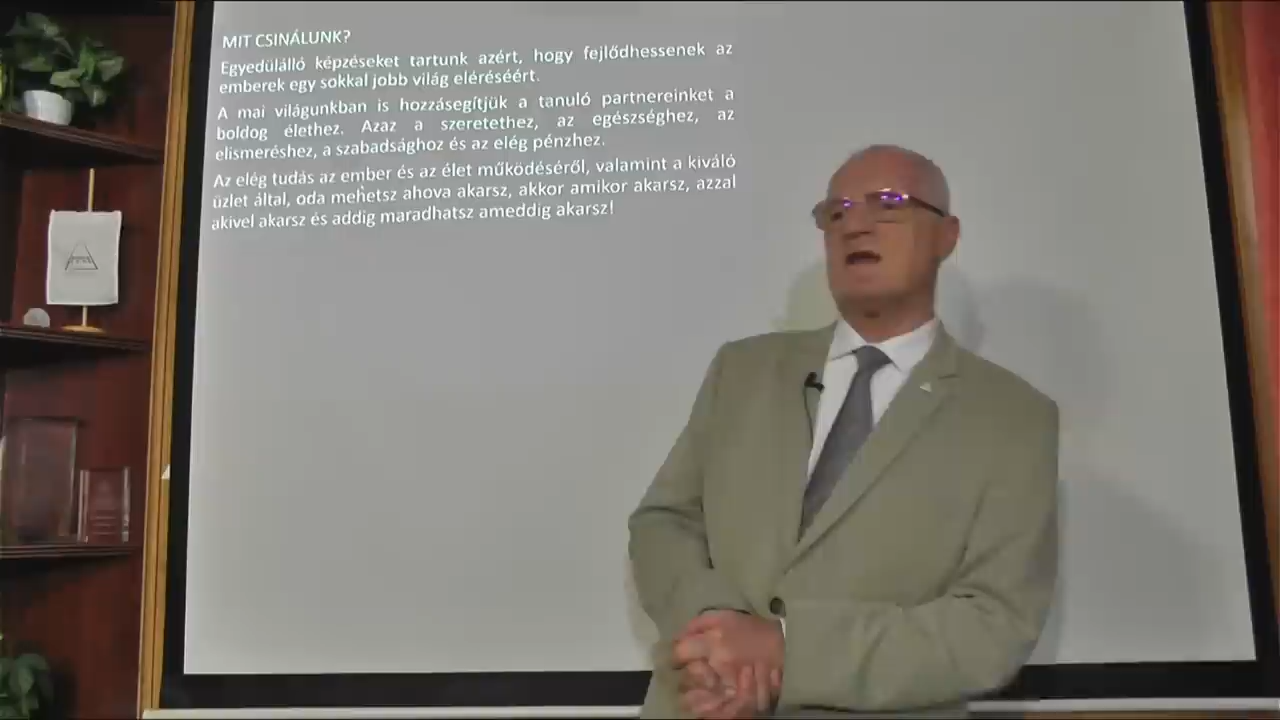 MIT CSINÁLUNK?
Egyedülálló képzéseket tartunk azért, hogy fejlődhessenek az
emberek egy sokkal jobb világ eléréséért.
A mai világunkban is hozzásegítjük a tanuló partnereinket a
boldog élethez. Azaz a szeretethez, az egészséghez, az
elismeréshez, a szabadsághoz és az elég pénzhez.
Az elég tudás az ember és az élet működéséről, valamint a kiváló
üzlet által, oda mehetsz ahova akarsz, akkor amikor akarsz, azzal
akivel akarsz és addig maradhatsz ameddig akarsz!